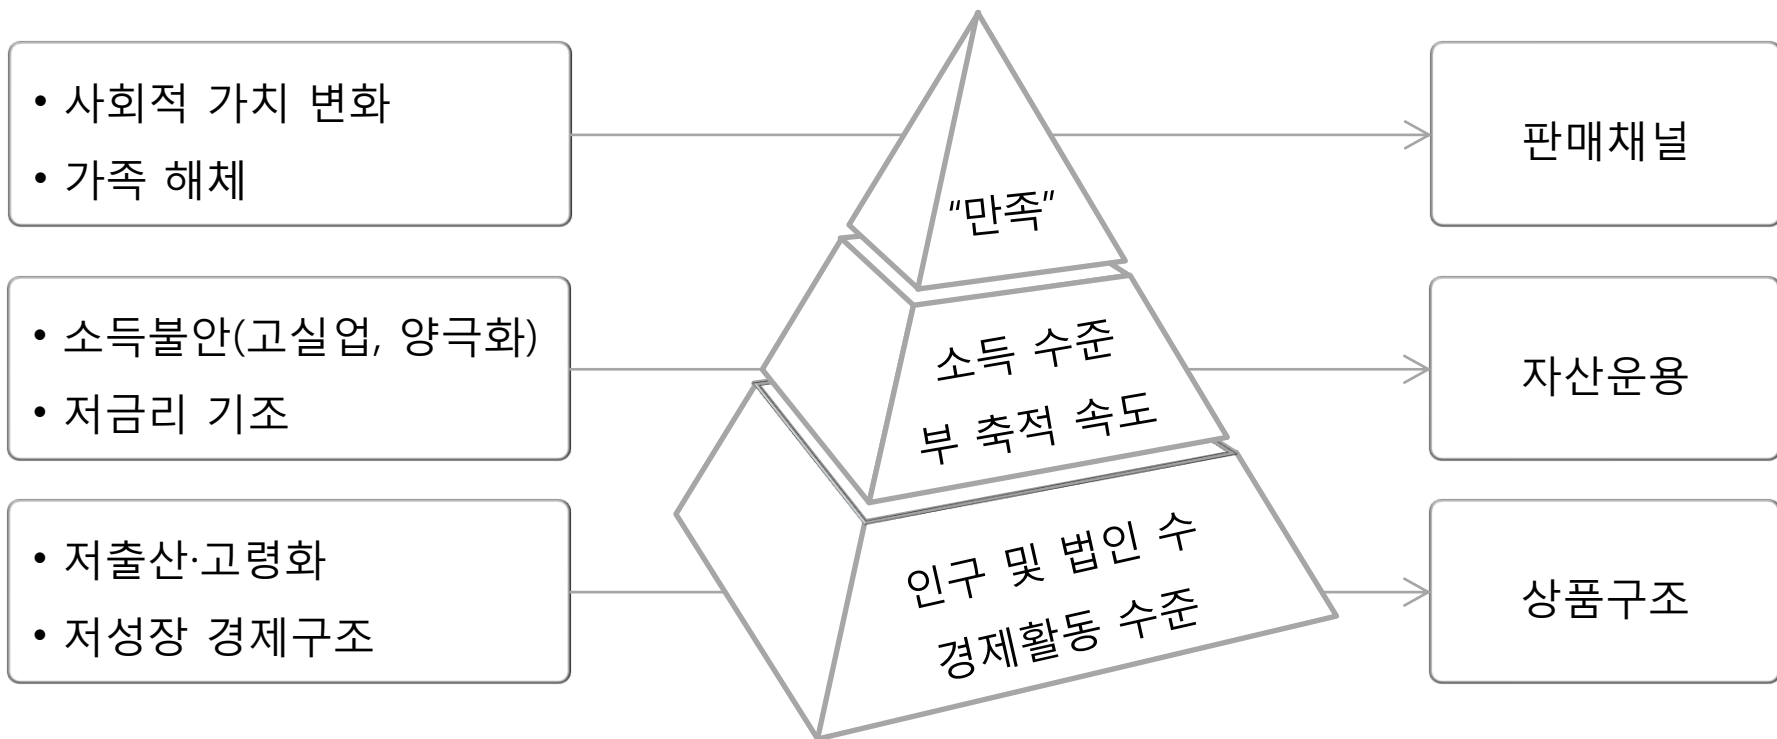 • 사회적 가치 변화
• 가족 해체
“만족”
판매채널
• 소득불안(고실업, 양극화)
• 저금리 기조
소득 수준
부 축적 속도
자산운용
• 저출산·고령화
• 저성장 경제구조
인구 및 법인 수
경제활동 수준
상품구조